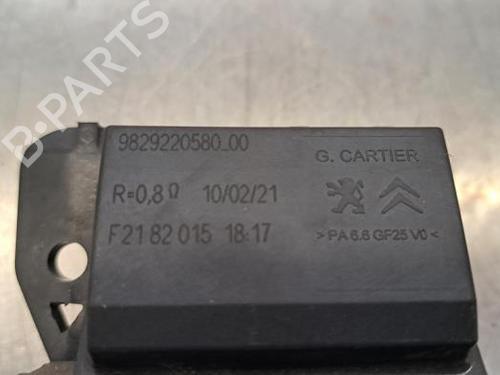 B-PARTS
9829220580_00
G. CARTIER
R=0,8 Ω 10/02/21
F21 82 015 18:17
>PA 6.6 GF25 V0<